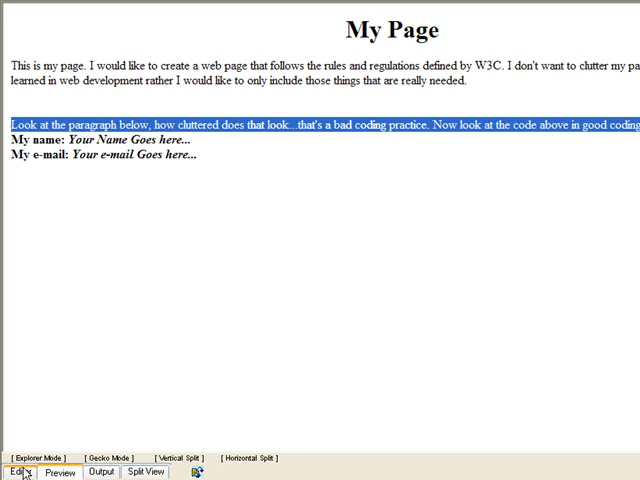 My Page
This is my page. I would like to create a web page that follows the rules and regulations defined by W3C. I don't want to clutter my pa
learned in web development rather I would like to only include those things that are really needed.
Look at the paragraph below, how cluttered does that look...that's a bad coding practice. Now look at the code above in good coding
My name: Your Name Goes here...
My e-mail: Your e-mail Goes here...
[ Explorer Mode ] [ Gecko Mode ] [ Vertical Split ] [ Horizontal Split ]
Editor Preview Output Split View